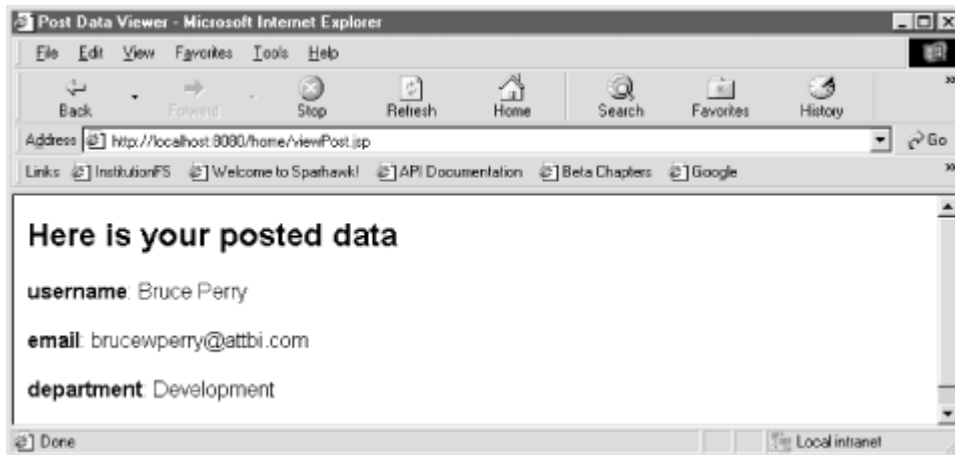 Post Data Viewer - Microsoft Internet Explorer
File Edit View Favorites Tools Help
Back Forward Stop Refresh Home Search Favorites History »
Address http://localhost:8080/home/viewPost.jsp Go
Links InstitutionFS Welcome to Sparhawk! API Documentation Beta Chapters Google »
Here is your posted data
username: Bruce Perry
email: brucewperry@attbi.com
department: Development
Done Local intranet